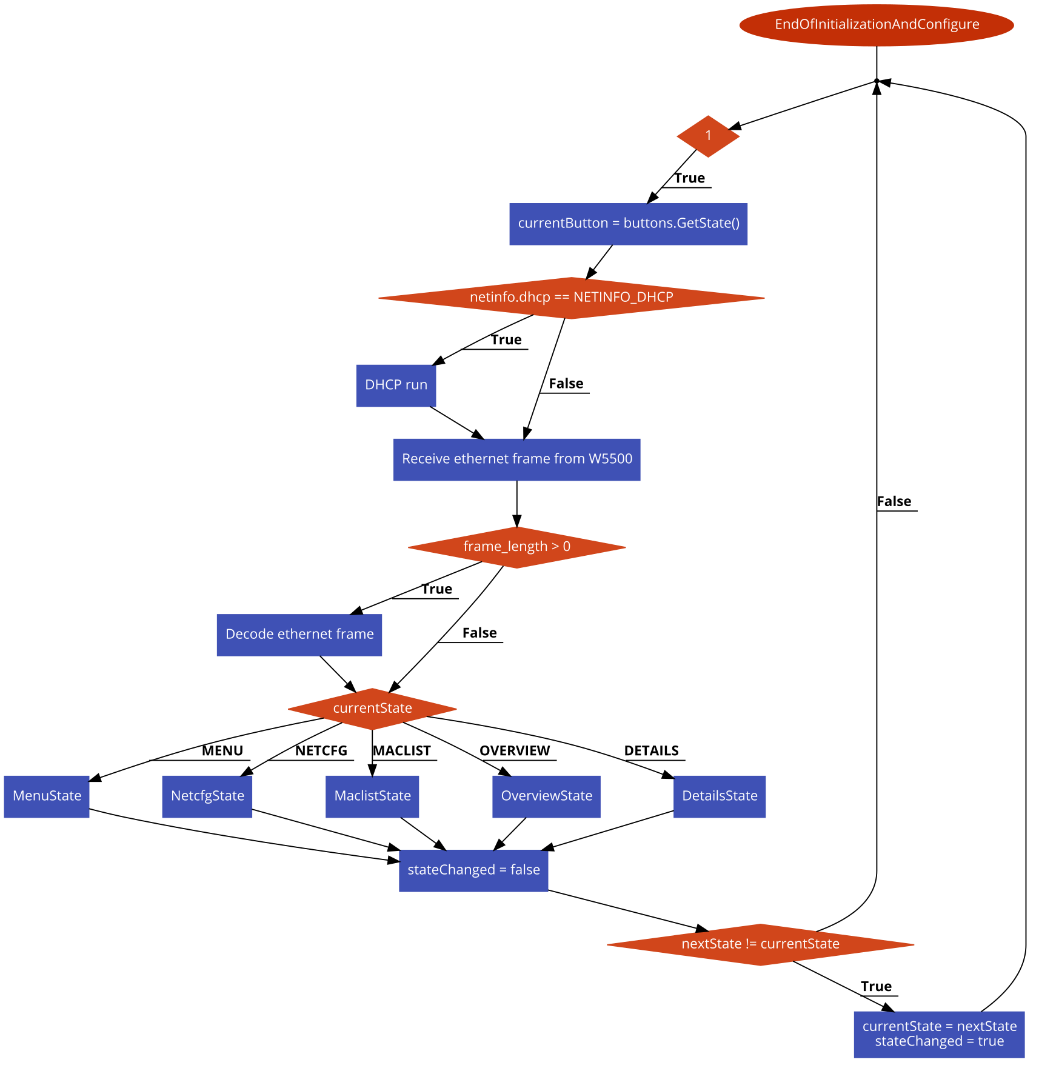 EndOfInitializationAndConfigure
1
True
currentButton = buttons.GetState()
netinfo.dhcp == NETINFO_DHCP
True
DHCP run
False
Receive ethernet frame from W5500
False
frame_length > 0
True
Decode ethernet frame
False
currentState
MENU
NETCFG
MACLIST
OVERVIEW
DETAILS
MenuState
NetcfgState
MaclistState
OverviewState
DetailsState
stateChanged = false
nextState != currentState
True
currentState = nextState
stateChanged = true